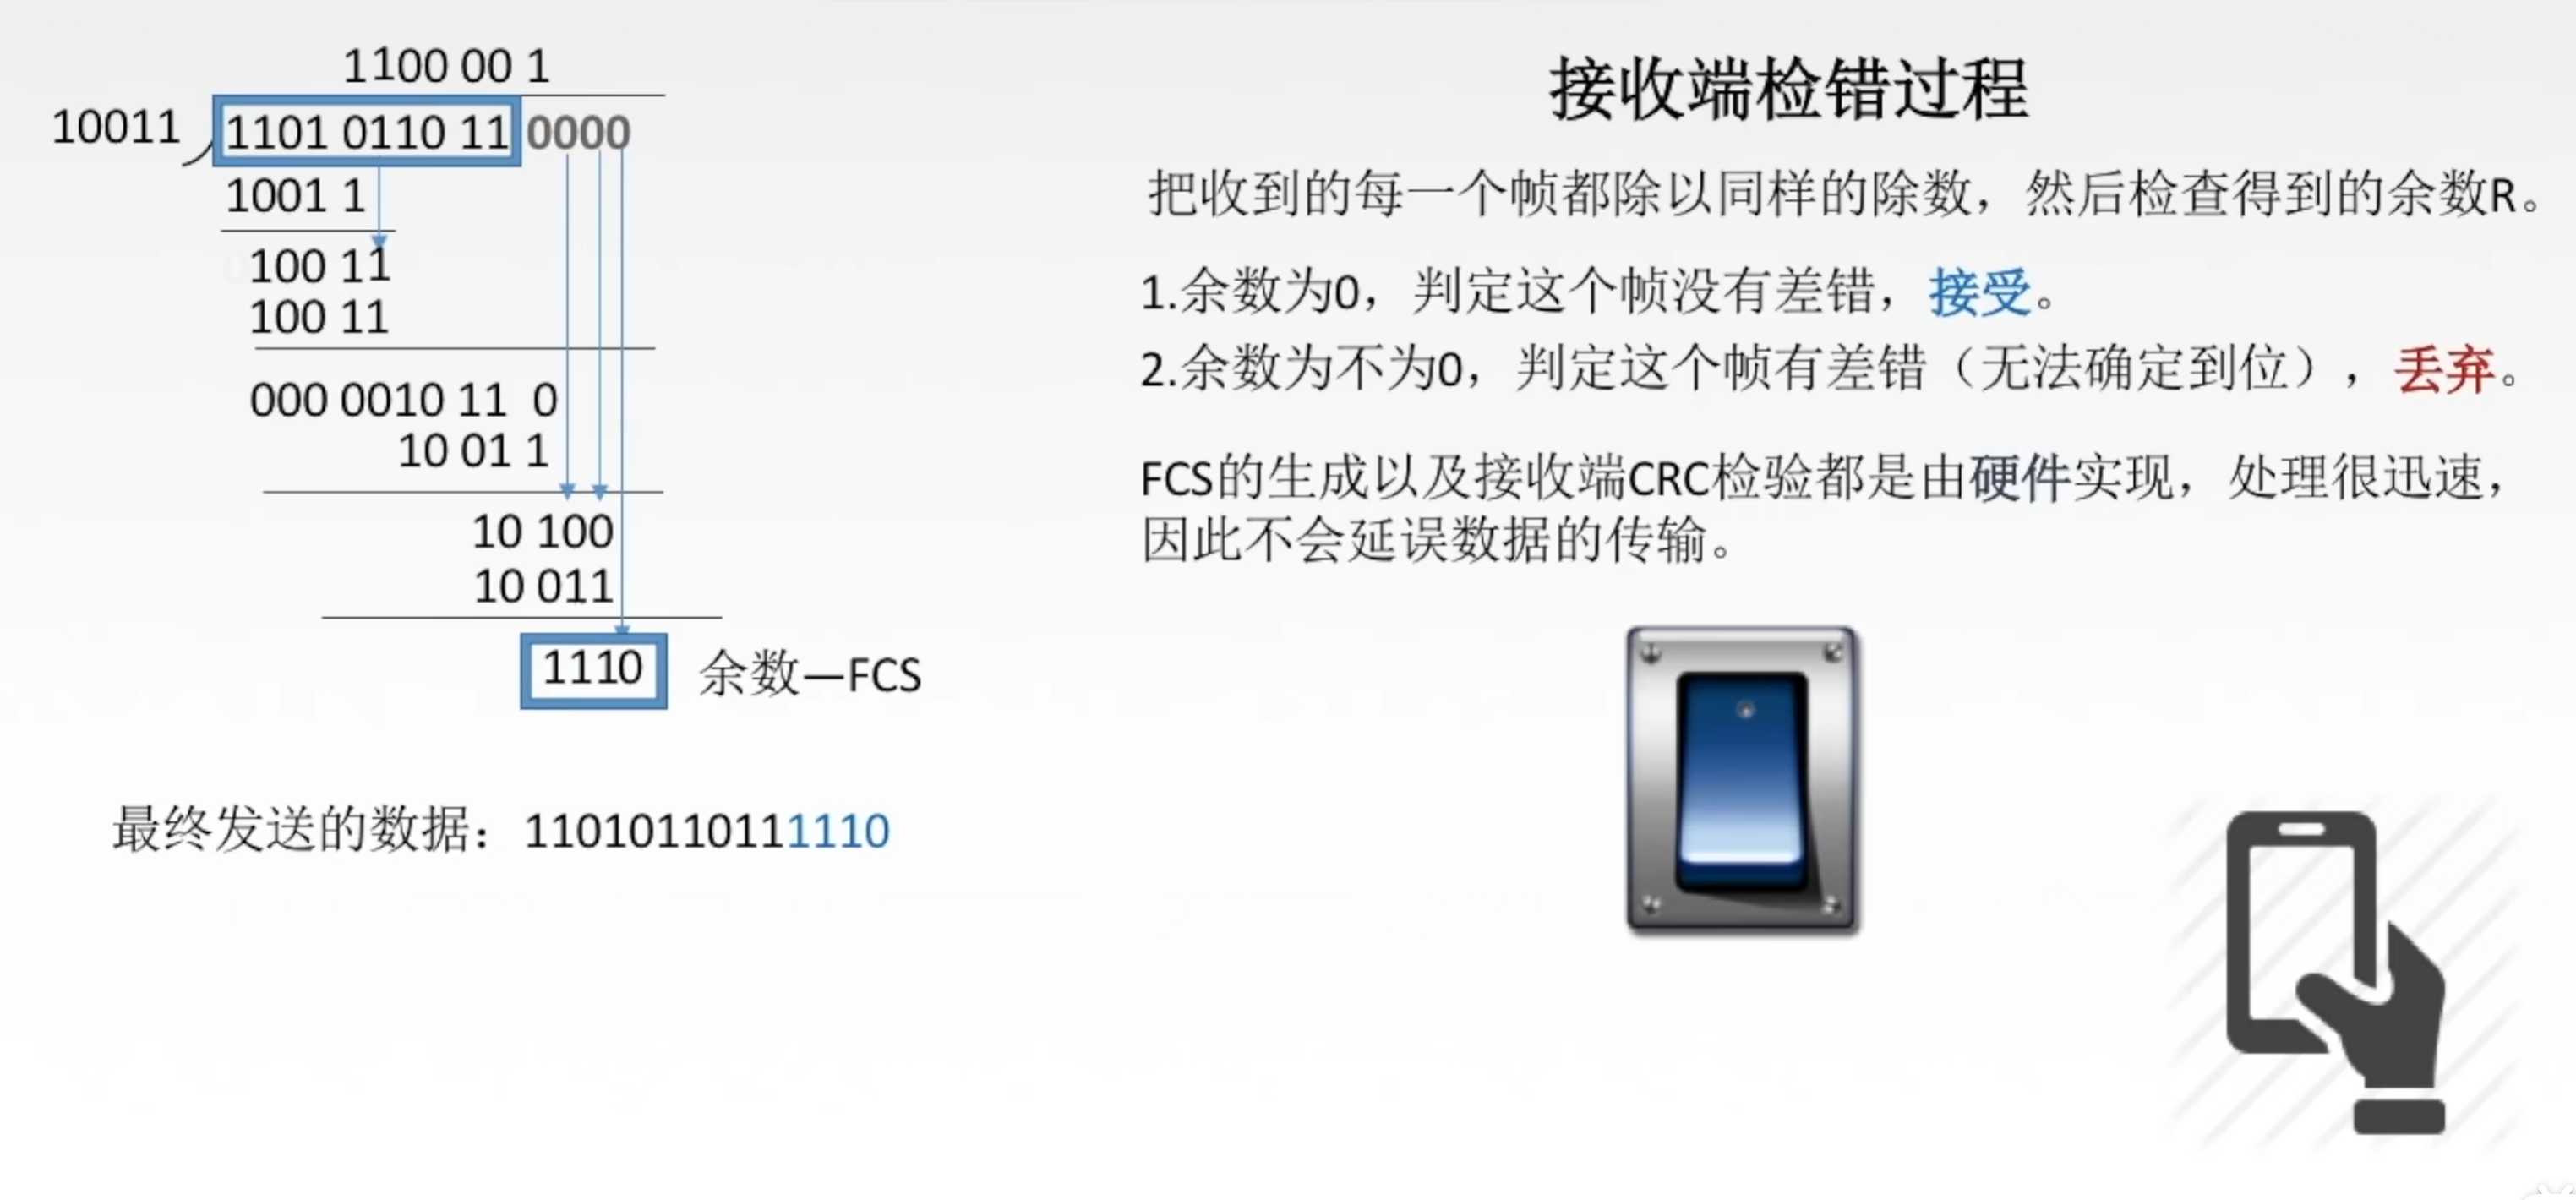 1100 00 1
10011 1101 0110 11 0000
1001 1
100 11
100 11
000 0010 11 0
10 01 1
10 100
10 011
1110 余数—FCS
最终发送的数据：11010110111110
接收端检错过程
把收到的每一个帧都除以同样的除数，然后检查得到的余数R。
1.余数为0，判定这个帧没有差错，接受。
2.余数为不为0，判定这个帧有差错（无法确定到位），丢弃。
FCS的生成以及接收端CRC检验都是由硬件实现，处理很迅速，
因此不会延误数据的传输。